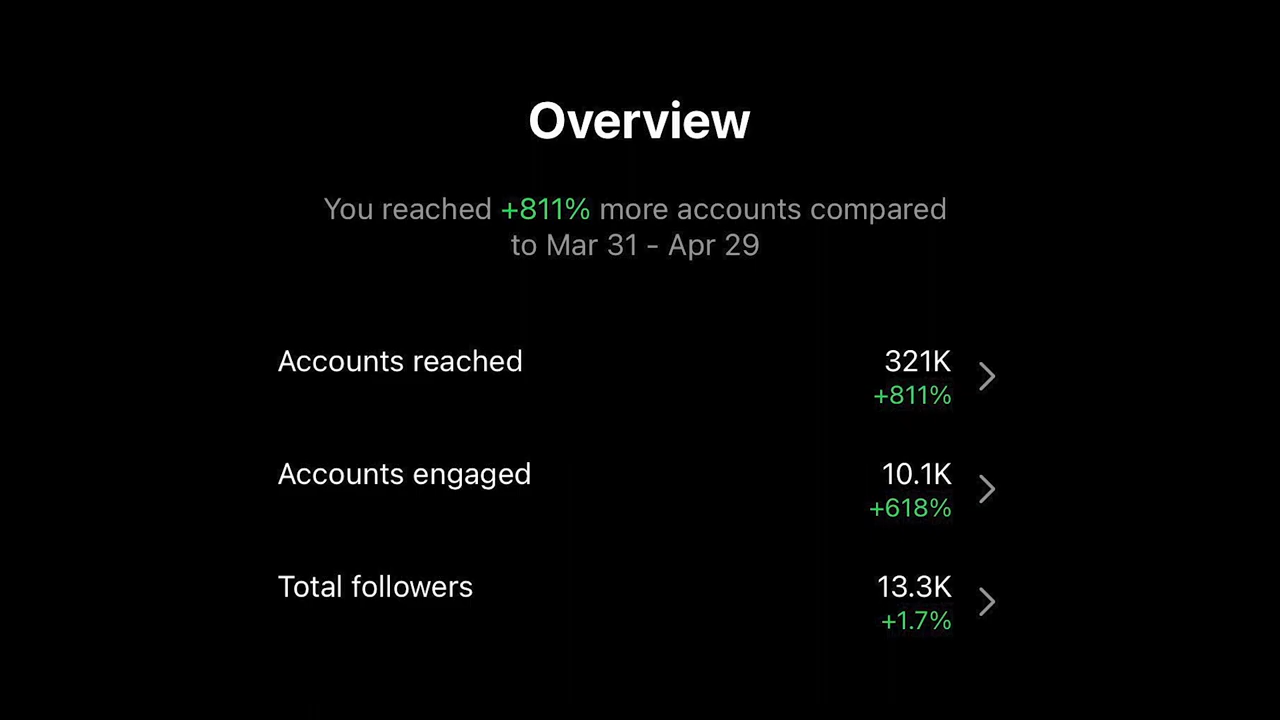 Overview
You reached +811% more accounts compared
to Mar 31 - Apr 29
Accounts reached
321K
+811%
Accounts engaged
10.1K
+618%
Total followers
13.3K
+1.7%